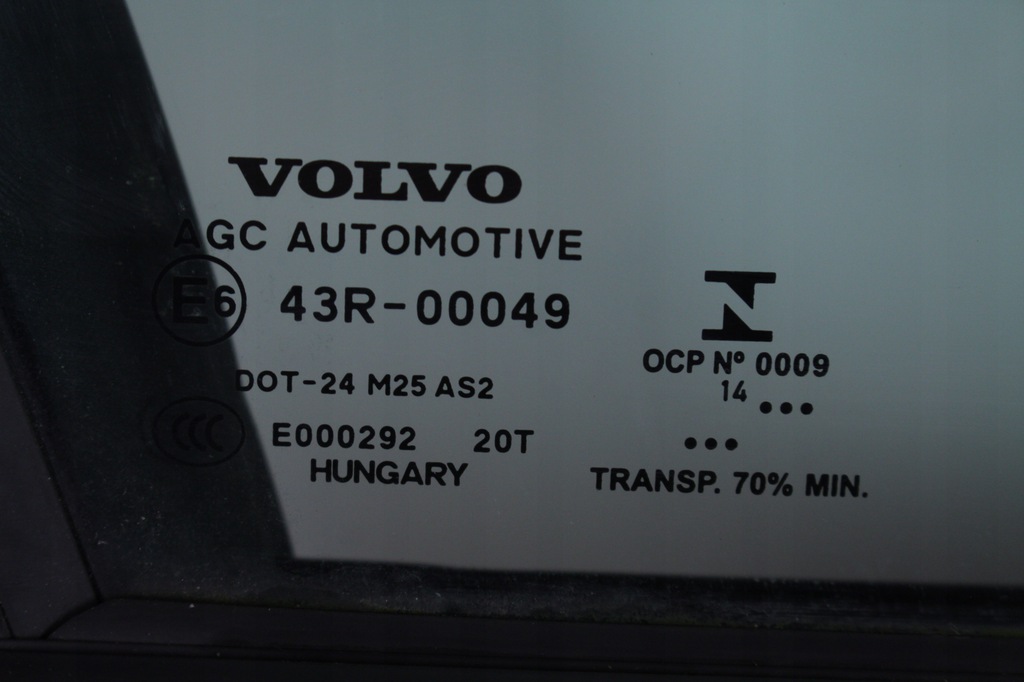 VOLVO
AGC AUTOMOTIVE
E6 43R-00049
DOT-24 M25 AS2
CCC E000292 20T
HUNGARY
N
OCP Nº 0009
14 •••
•••
TRANSP. 70% MIN.